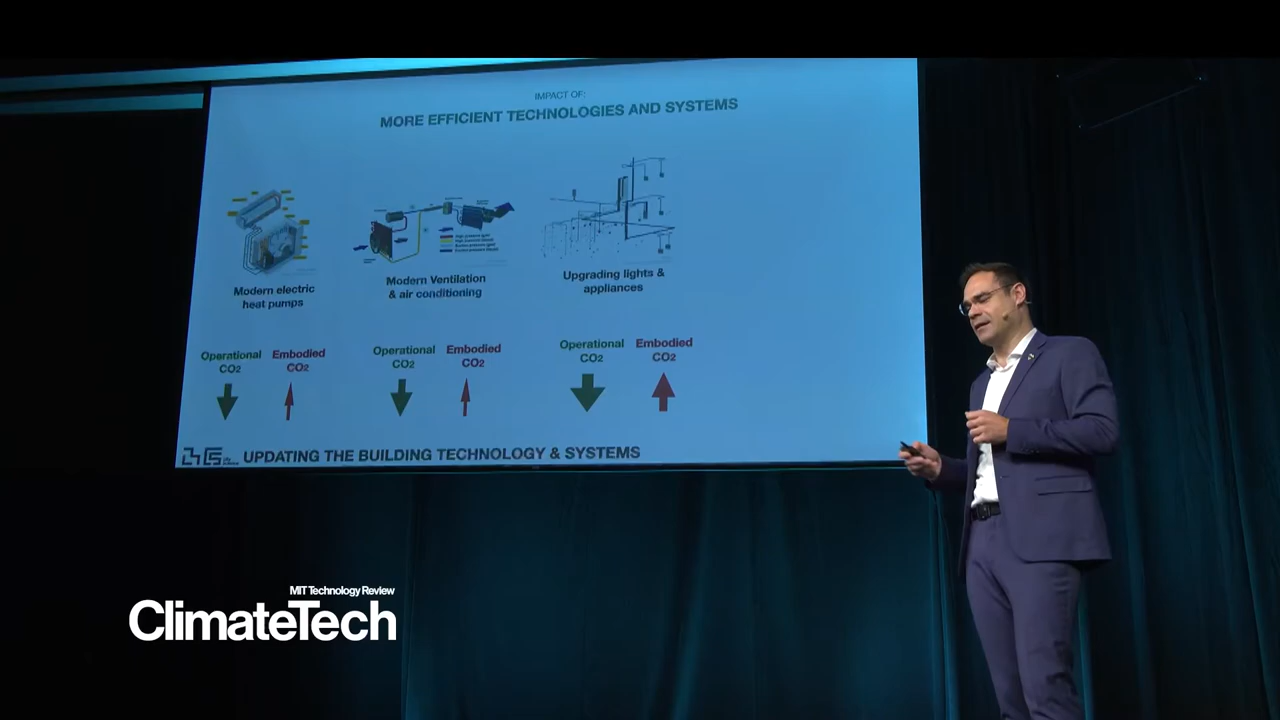 IMPACT OF:
MORE EFFICIENT TECHNOLOGIES AND SYSTEMS
Modern electric
heat pumps
Modern Ventilation
& air conditioning
Upgrading lights &
appliances
Operational
CO2
Embodied
CO2
Operational
CO2
Embodied
CO2
Operational
CO2
Embodied
CO2
UPDATING THE BUILDING TECHNOLOGY & SYSTEMS
MIT Technology Review
ClimateTech